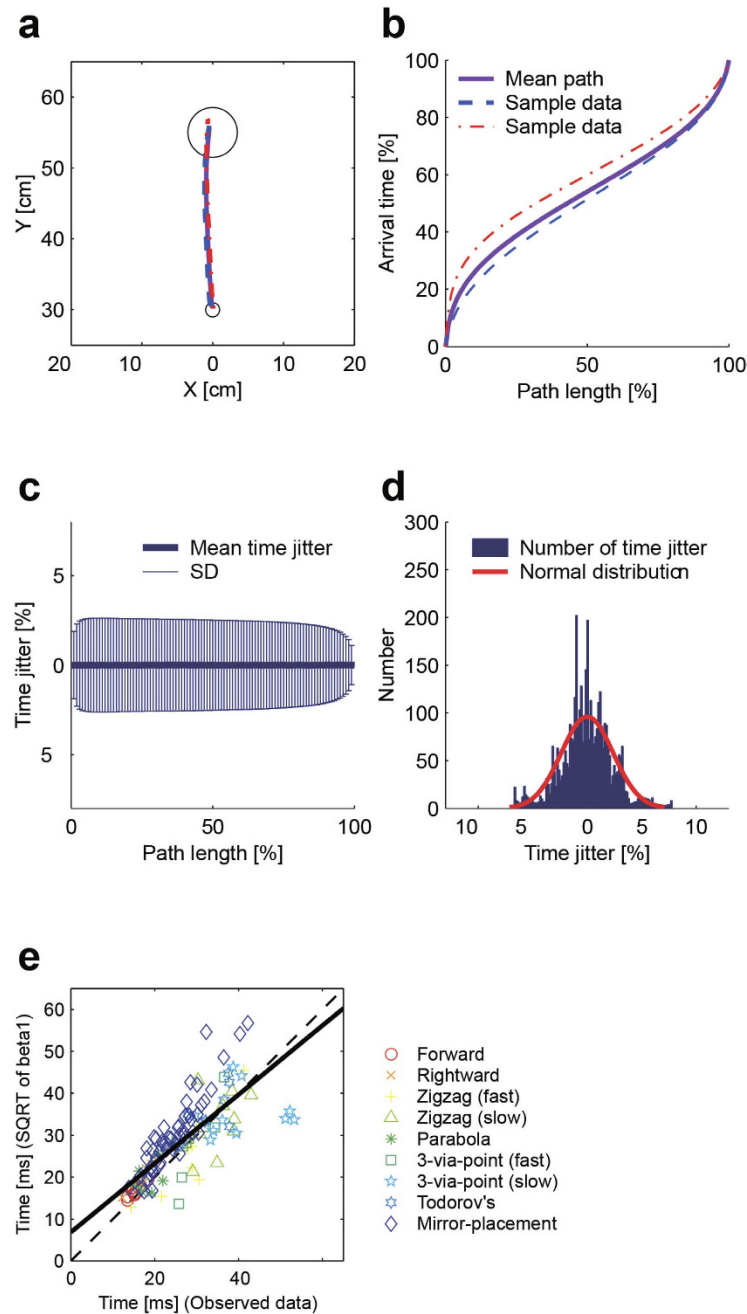 a
65
60
50
40
30
Y [cm]
20
10
0
10
20
X [cm]
b
100
80
60
40
20
0
Arrival time [%]
Mean path
Sample data
Sample data
0
50
100
Path length [%]
c
5
0
5
Time jitter [%]
Mean time jitter
SD
0
50
100
Path length [%]
d
300
250
200
150
100
50
0
Number
Number of time jitter
Normal distribution
10
5
0
5
10
Time jitter [%]
e
60
50
40
30
20
10
0
Time [ms] (SQRT of beta1)
0
20
40
Time [ms] (Observed data)
Forward
Rightward
Zigzag (fast)
Zigzag (slow)
Parabola
3-via-point (fast)
3-via-point (slow)
Todorov's
Mirror-placement